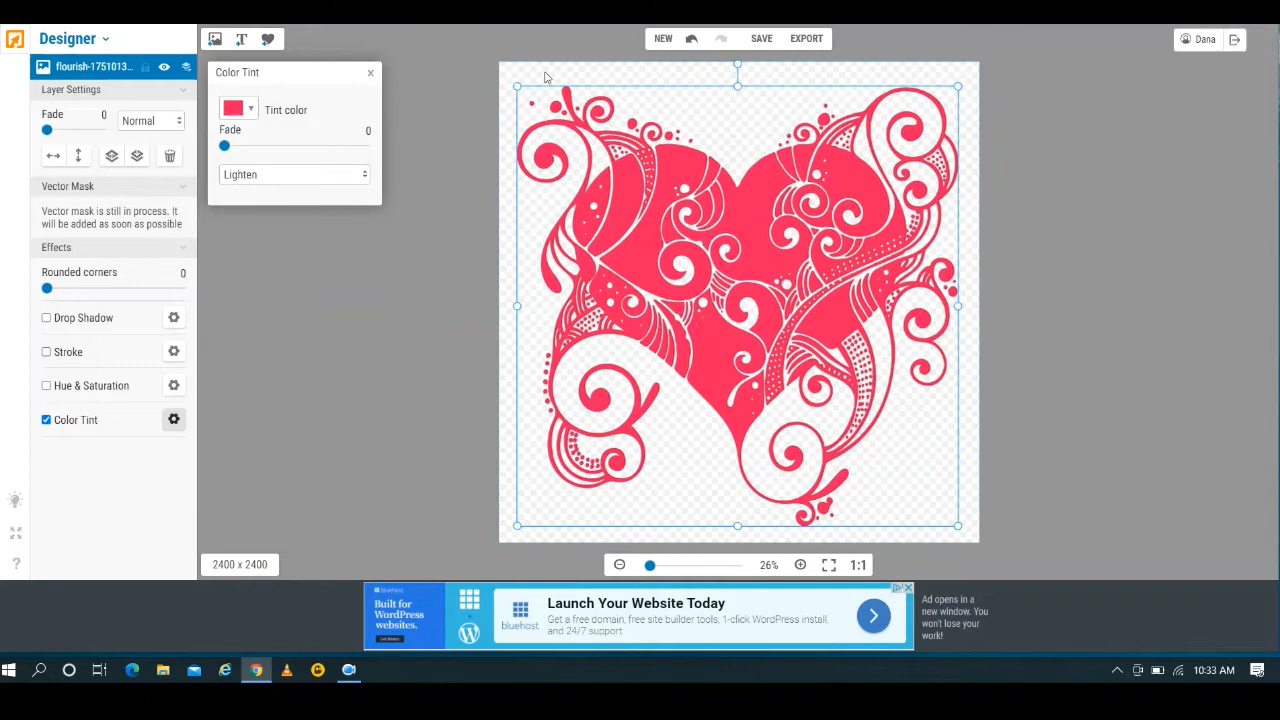 Designer
NEW
SAVE
EXPORT
Dana
flourish-1751013...
Layer Settings
Fade
0
Normal
Vector Mask
Vector mask is still in process. It
will be added as soon as possible
Effects
Rounded corners
0
Drop Shadow
Stroke
Hue & Saturation
Color Tint
Color Tint
Tint color
Fade
0
Lighten
?
2400 x 2400
26%
1:1
bluehost
Built for
WordPress
websites.
bluehost
Launch Your Website Today
Get a free domain, free site builder tools, 1-click WordPress install,
and 24/7 support
Ad opens in a
new window. You
won't lose your
work!
10:33 AM